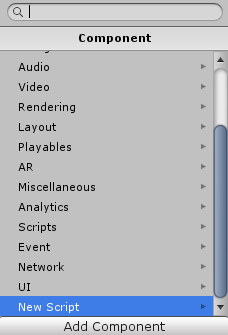 Component
Audio
Video
Rendering
Layout
Playables
AR
Miscellaneous
Analytics
Scripts
Event
Network
UI
New Script
Add Component